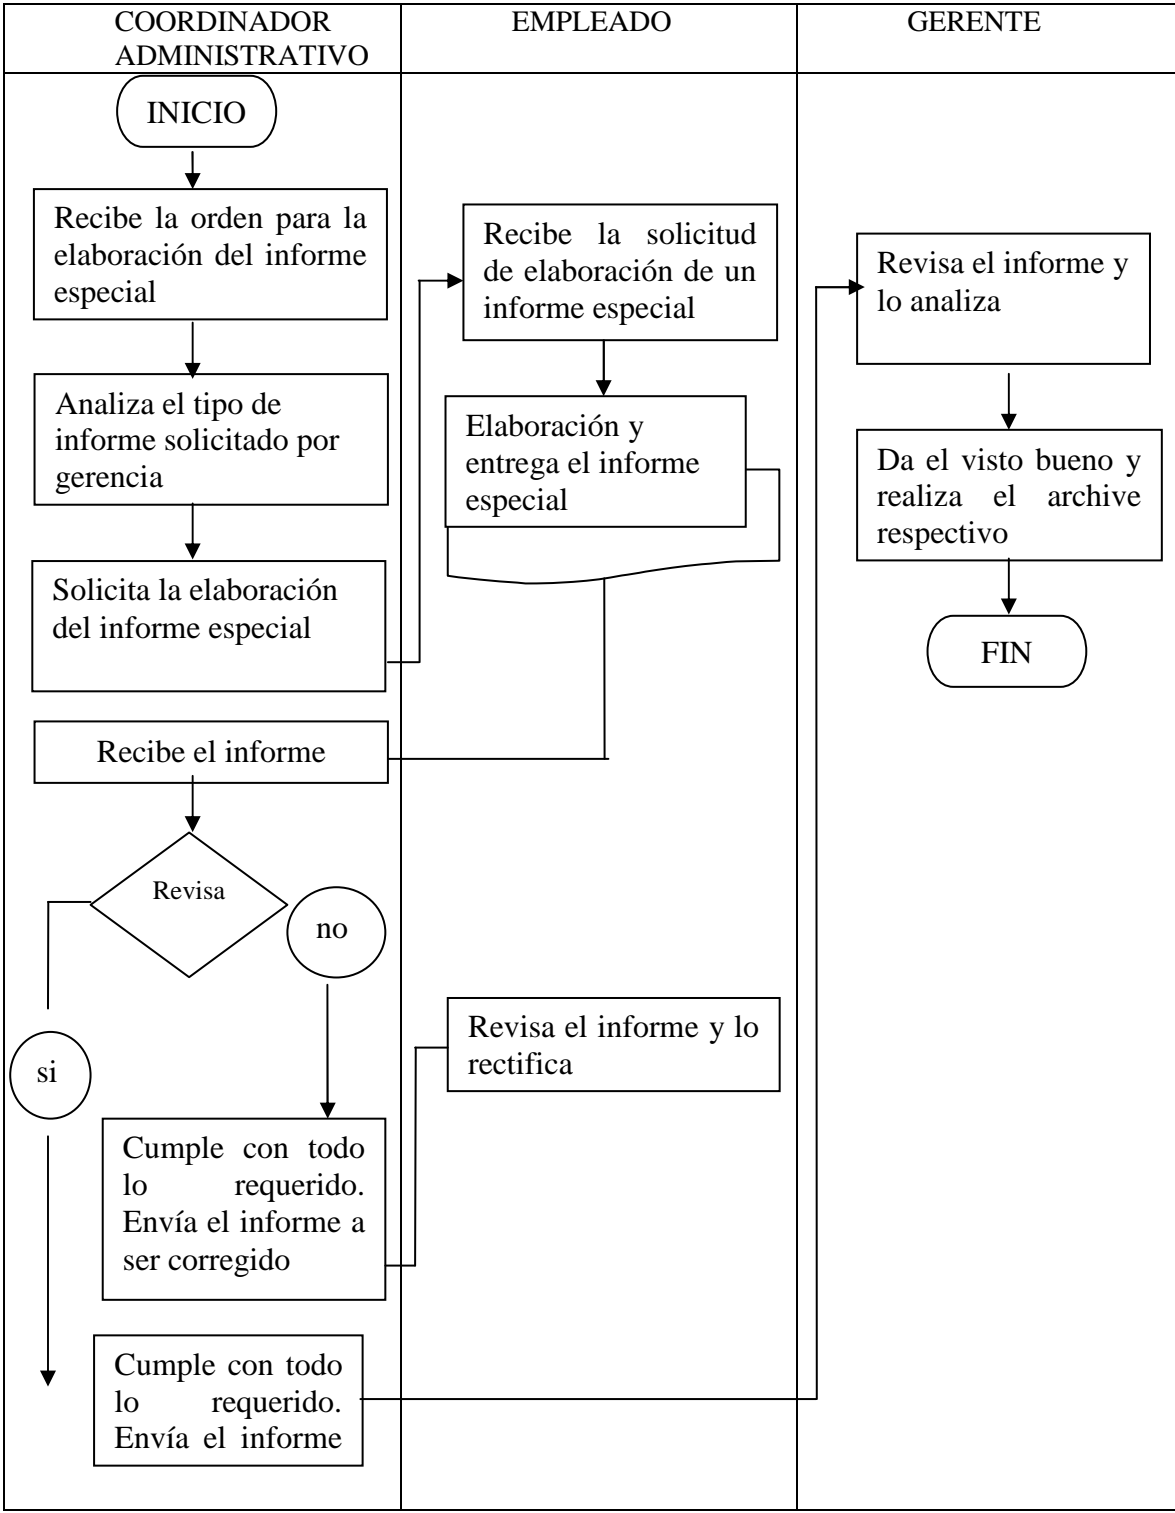 COORDINADOR
ADMINISTRATIVO
EMPLEADO
GERENTE
INICIO
Recibe la orden para la
elaboración del informe
especial
Analiza el tipo de
informe solicitado por
gerencia
Solicita la elaboración
del informe especial
Recibe la solicitud
de elaboración de un
informe especial
Elaboración y
entrega el informe
especial
Recibe el informe
Revisa
no
si
Cumple con todo
lo requerido.
Envía el informe a
ser corregido
Revisa el informe y lo
rectifica
Cumple con todo
lo requerido.
Envía el informe
Revisa el informe y
lo analiza
Da el visto bueno y
realiza el archive
respectivo
FIN